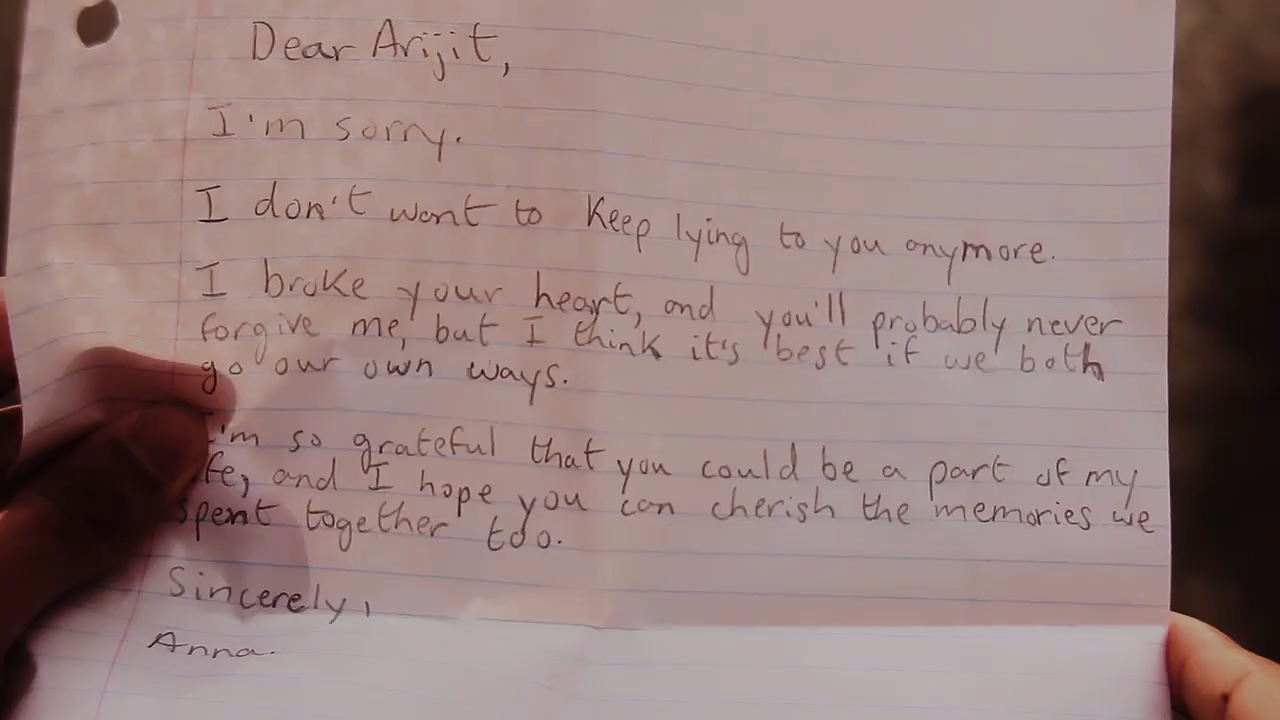 Dear Arijit,
I'm sorry.
I don't want to keep lying to you anymore.
I broke your heart, and you'll probably never
forgive me, but I think it's best if we both
go our own ways.
I'm so grateful that you could be a part of my
life, and I hope you can cherish the memories we
spent together too.
Sincerely,
Anna.